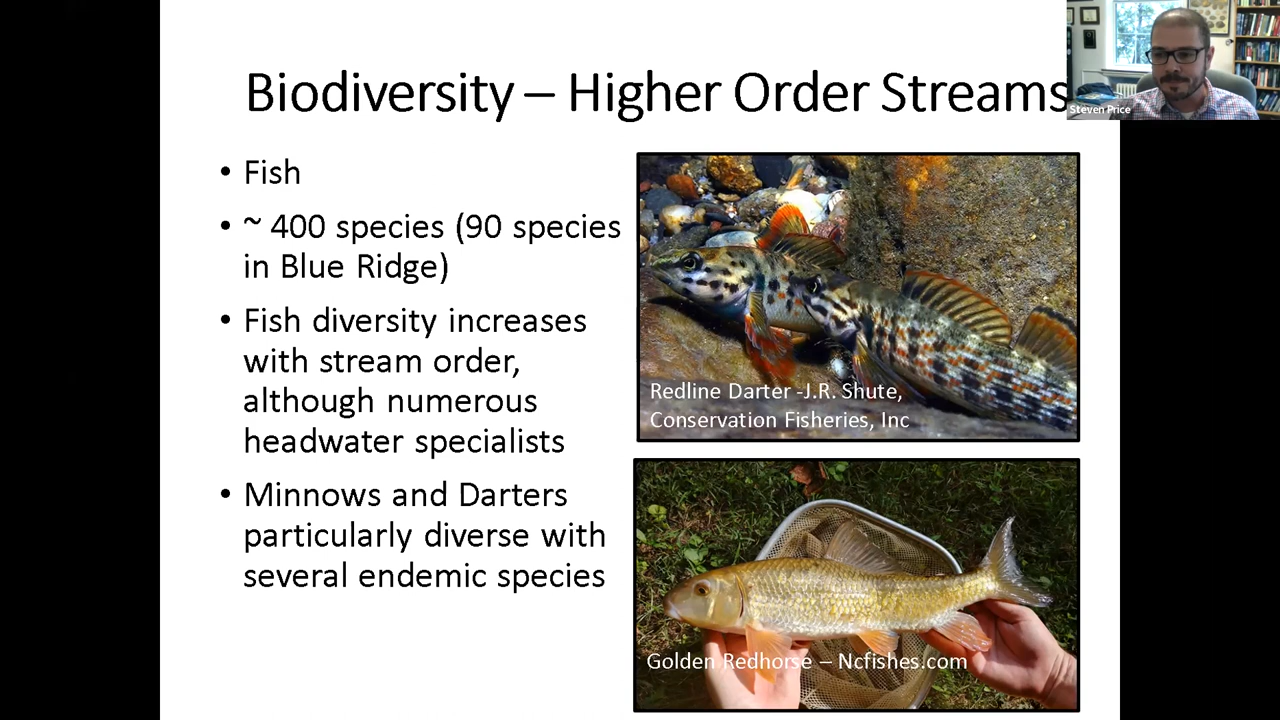 Biodiversity – Higher Order Streams
Steven Price
• Fish
• ~ 400 species (90 species
in Blue Ridge)
• Fish diversity increases
with stream order,
although numerous
headwater specialists
• Minnows and Darters
particularly diverse with
several endemic species
Redline Darter -J.R. Shute,
Conservation Fisheries, Inc
Golden Redhorse – Ncfishes.com